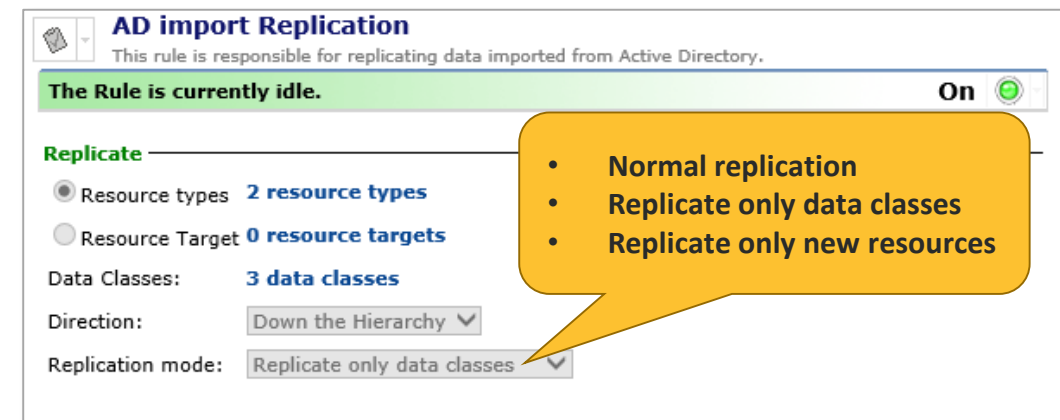 AD import Replication
This rule is responsible for replicating data imported from Active Directory.
The Rule is currently idle. On
Replicate
• Normal replication
• Replicate only data classes
• Replicate only new resources
Resource types 2 resource types
Resource Target 0 resource targets
Data Classes: 3 data classes
Direction: Down the Hierarchy
Replication mode: Replicate only data classes